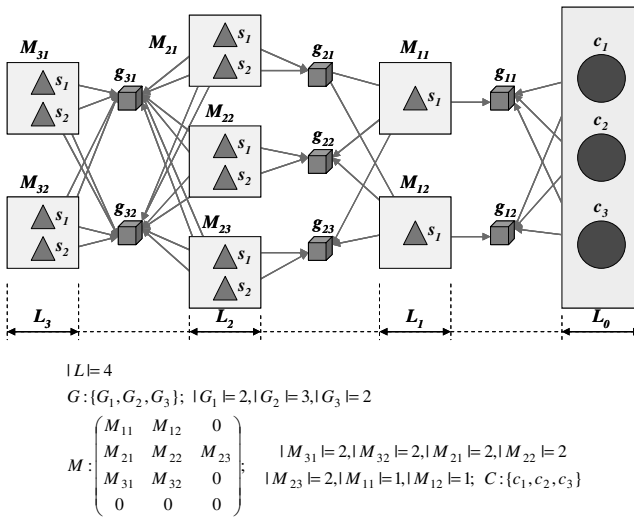 M31 s1 s2
g31
M21 s1 s2
g21
M11 s1
g11
c1
M22 s1 s2
g22
c2
M32 s1 s2
g32
M23 s1 s2
g23
M12 s1
g12
c3
L3 L2 L1 L0
|L|=4
G:{G1,G2,G3}; |G1|=2,|G2|=3,|G3|=2
M11 M12 0
M21 M22 M23
M: ; |M31|=2,|M32|=2,|M21|=2,|M22|=2
M31 M32 0
|M23|=2,|M11|=1,|M12|=1; C:{c1,c2,c3}
0 0 0